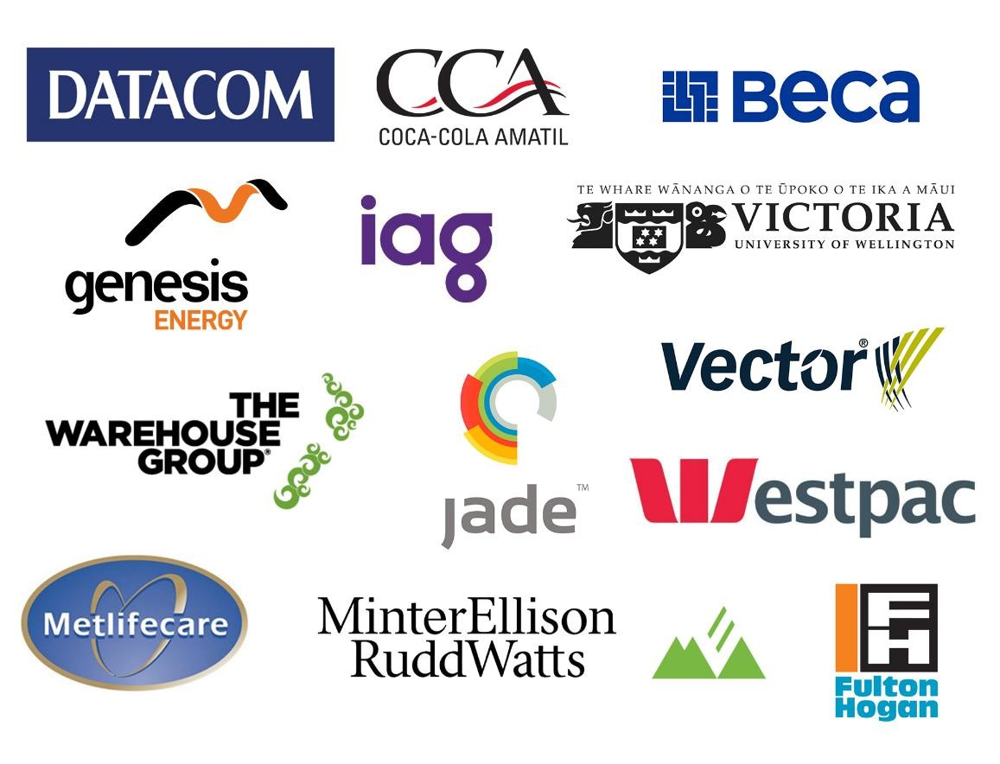 DATACOM
CCA
COCA-COLA AMATIL
Beca
genesis
ENERGY
iag
TE WHARE WĀNANGA O TE ŪPOKO O TE IKA A MĀUI
VICTORIA
UNIVERSITY OF WELLINGTON
Vector®
THE
WAREHOUSE
GROUP®
jade™
Westpac
Metlifecare
MinterEllison
RuddWatts
FH
Fulton
Hogan